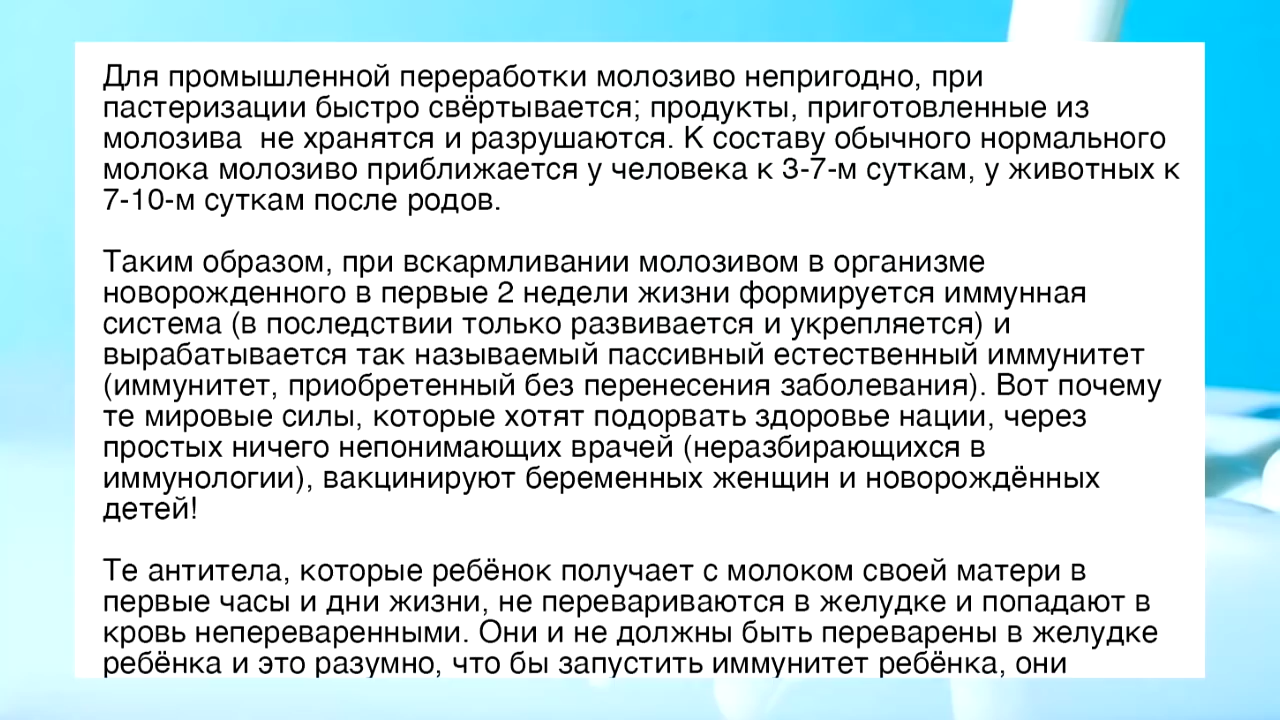 Для промышленной переработки молозиво непригодно, при
пастеризации быстро свёртывается; продукты, приготовленные из
молозива  не хранятся и разрушаются. К составу обычного нормального
молока молозиво приближается у человека к 3-7-м суткам, у животных к
7-10-м суткам после родов.
Таким образом, при вскармливании молозивом в организме
новорожденного в первые 2 недели жизни формируется иммунная
система (в последствии только развивается и укрепляется) и
вырабатывается так называемый пассивный естественный иммунитет
(иммунитет, приобретенный без перенесения заболевания). Вот почему
те мировые силы, которые хотят подорвать здоровье нации, через
простых ничего непонимающих врачей (неразбирающихся в
иммунологии), вакцинируют беременных женщин и новорождённых
детей!
Те антитела, которые ребёнок получает с молоком своей матери в
первые часы и дни жизни, не перевариваются в желудке и попадают в
кровь непереваренными. Они и не должны быть переварены в желудке
ребёнка и это разумно, что бы запустить иммунитет ребёнка, они